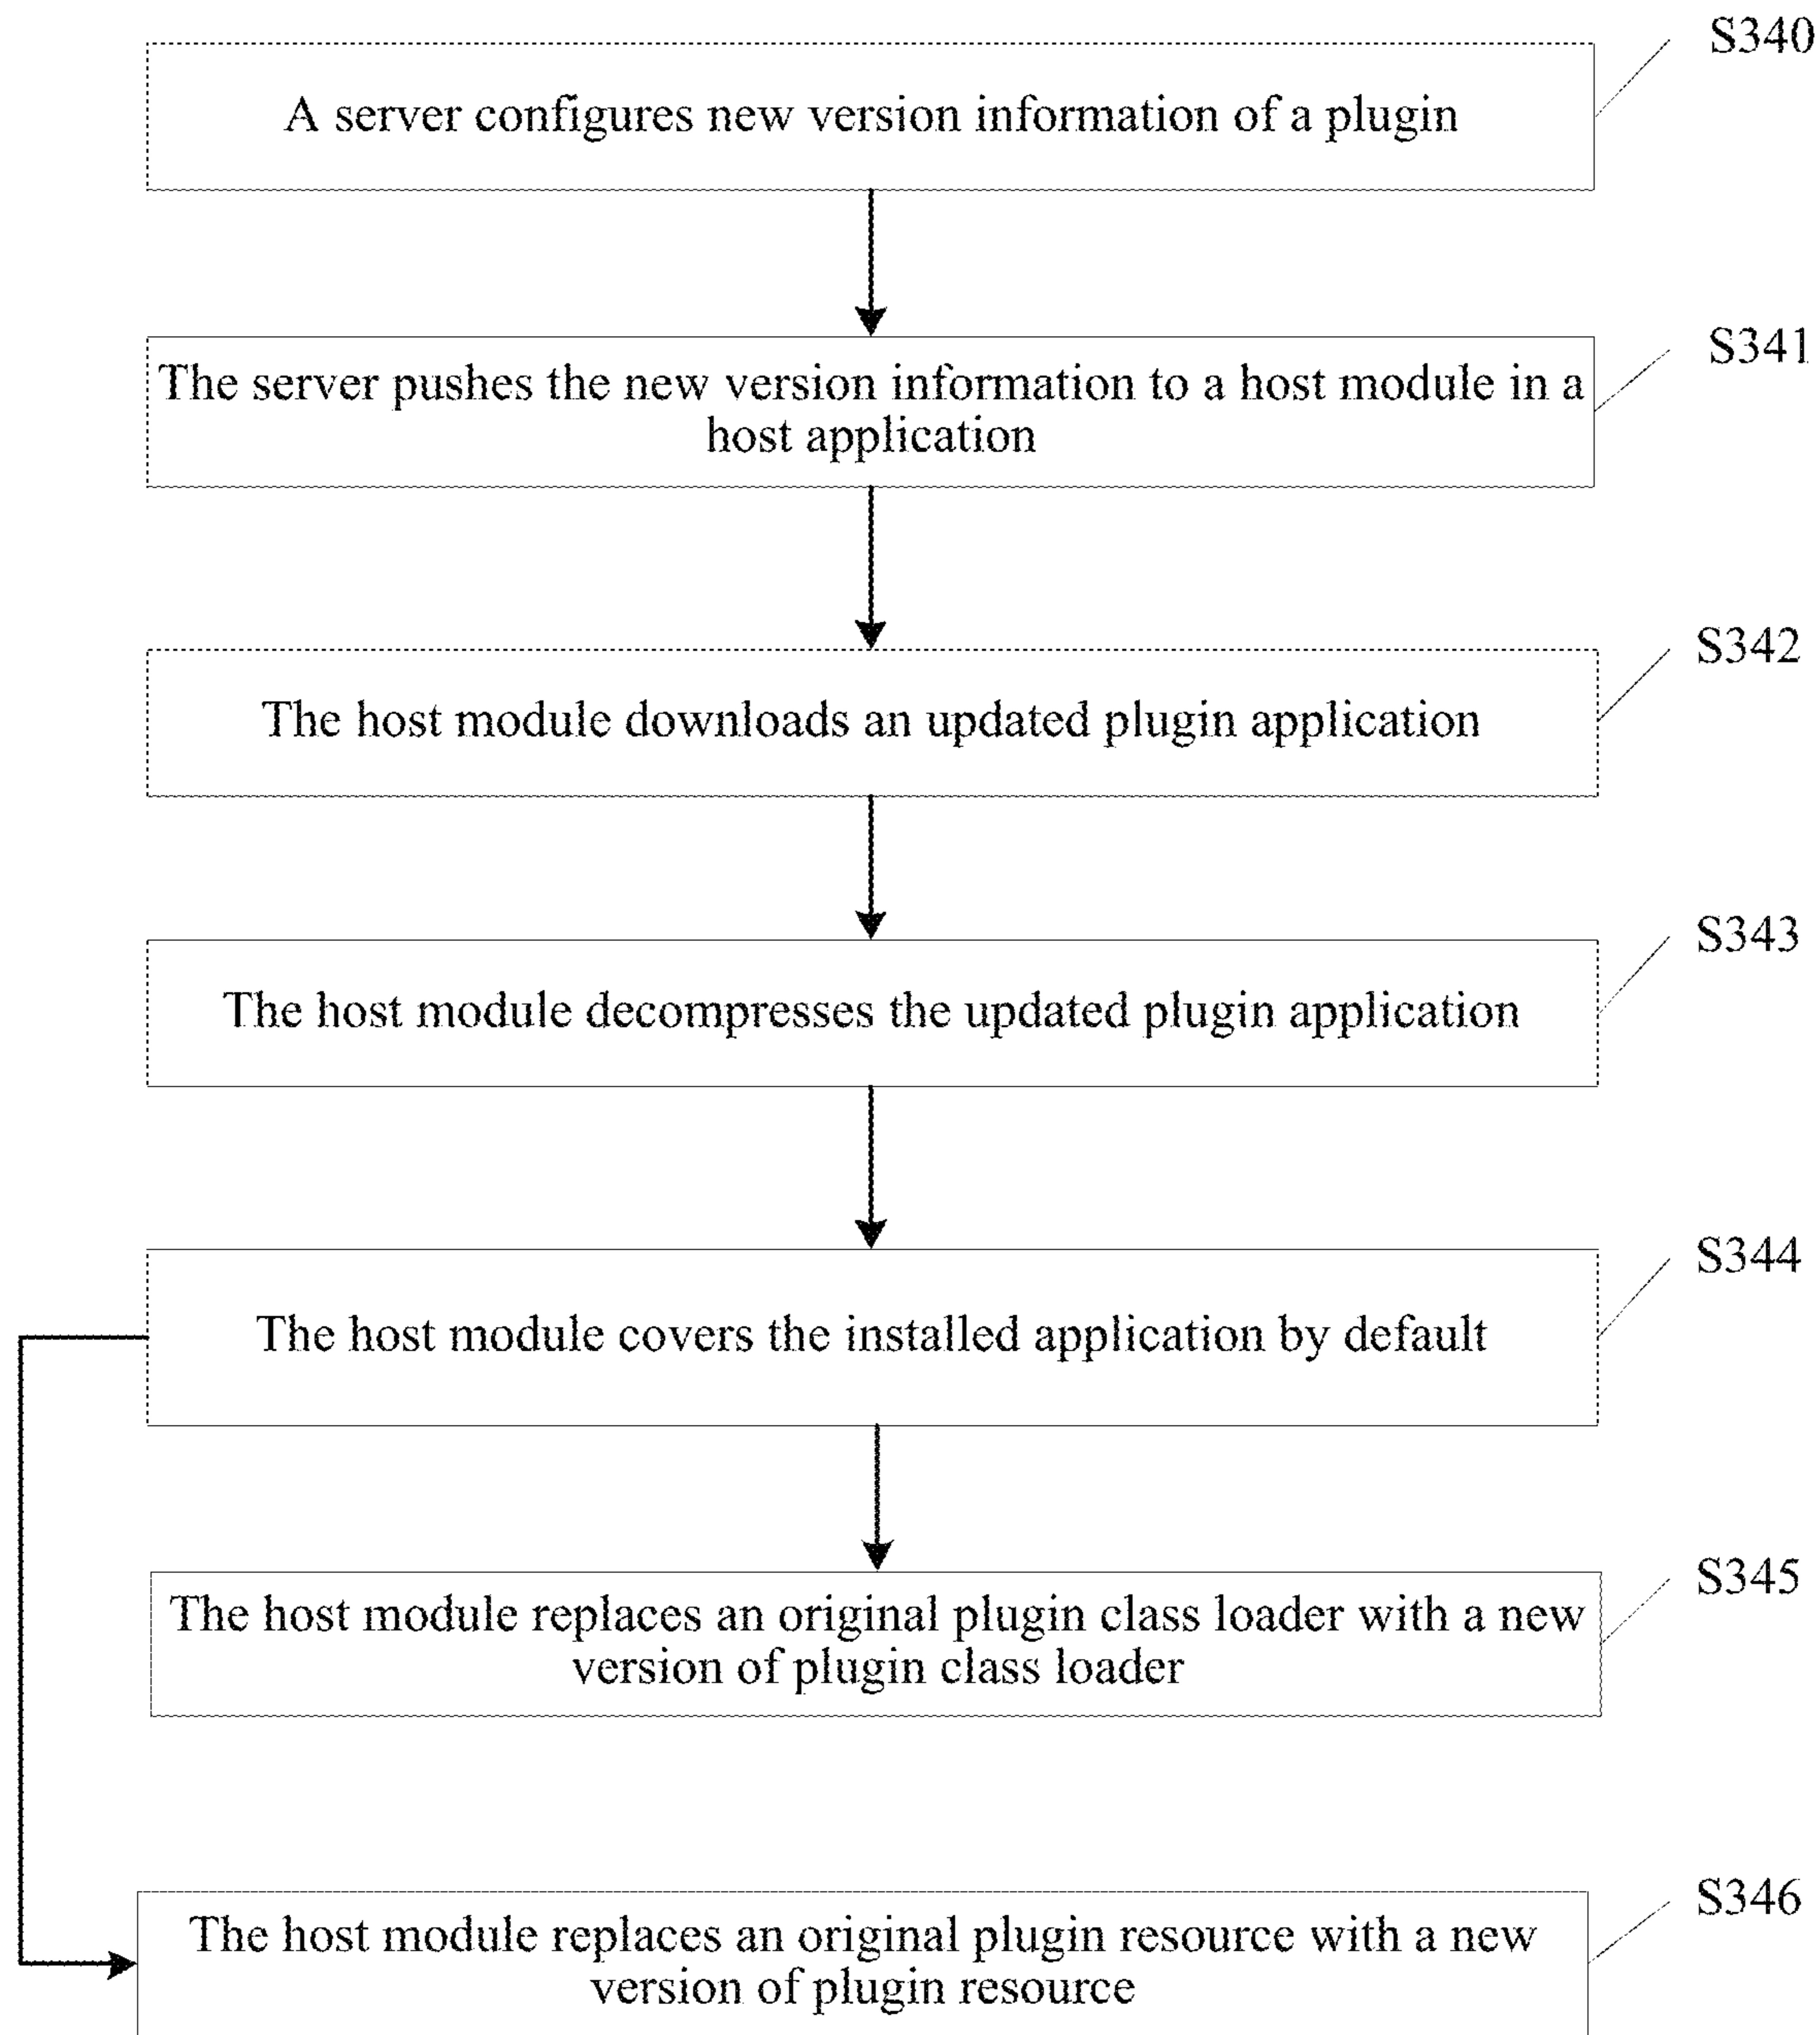 S340
A server configures new version information of a plugin
S341
The server pushes the new version information to a host module in a
host application
S342
The host module downloads an updated plugin application
S343
The host module decompresses the updated plugin application
S344
The host module covers the installed application by default
S345
The host module replaces an original plugin class loader with a new
version of plugin class loader
S346
The host module replaces an original plugin resource with a new
version of plugin resource